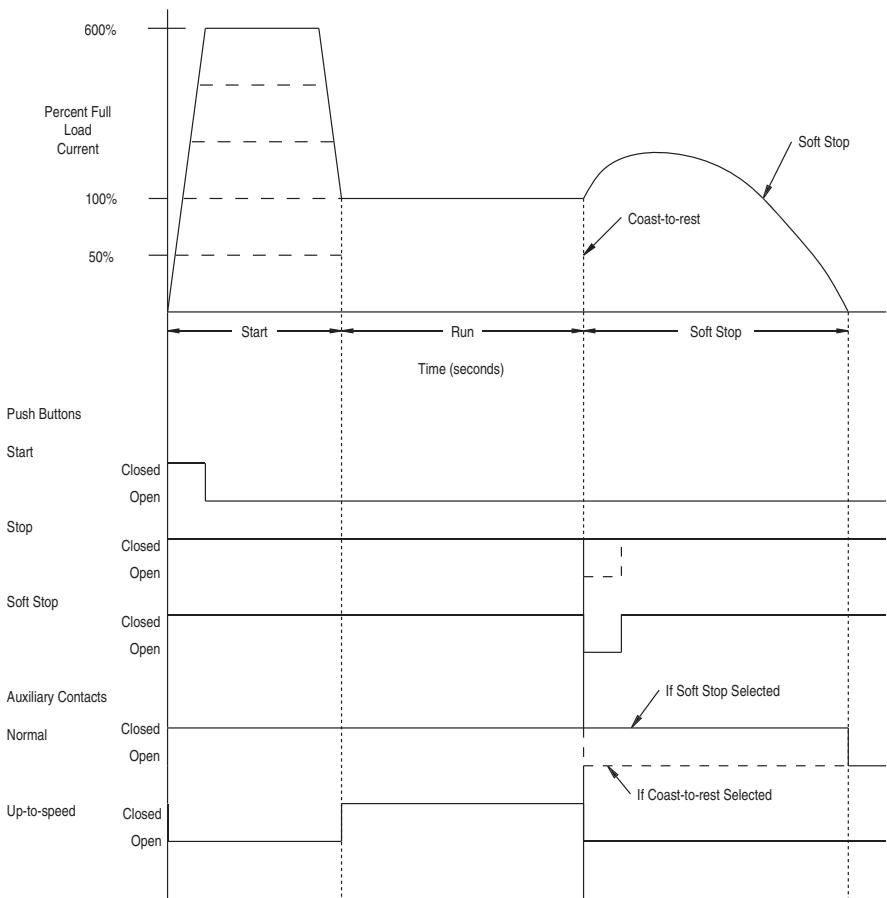 600%
Percent Full
Load
Current
Soft Stop
100%
Coast-to-rest
50%
Start
Run
Soft Stop
Time (seconds)
Push Buttons
Start
Closed
Open
Stop
Closed
Open
Soft Stop
Closed
Open
If Soft Stop Selected
Auxiliary Contacts
Closed
Normal
Open
If Coast-to-rest Selected
Up-to-speed
Closed
Open